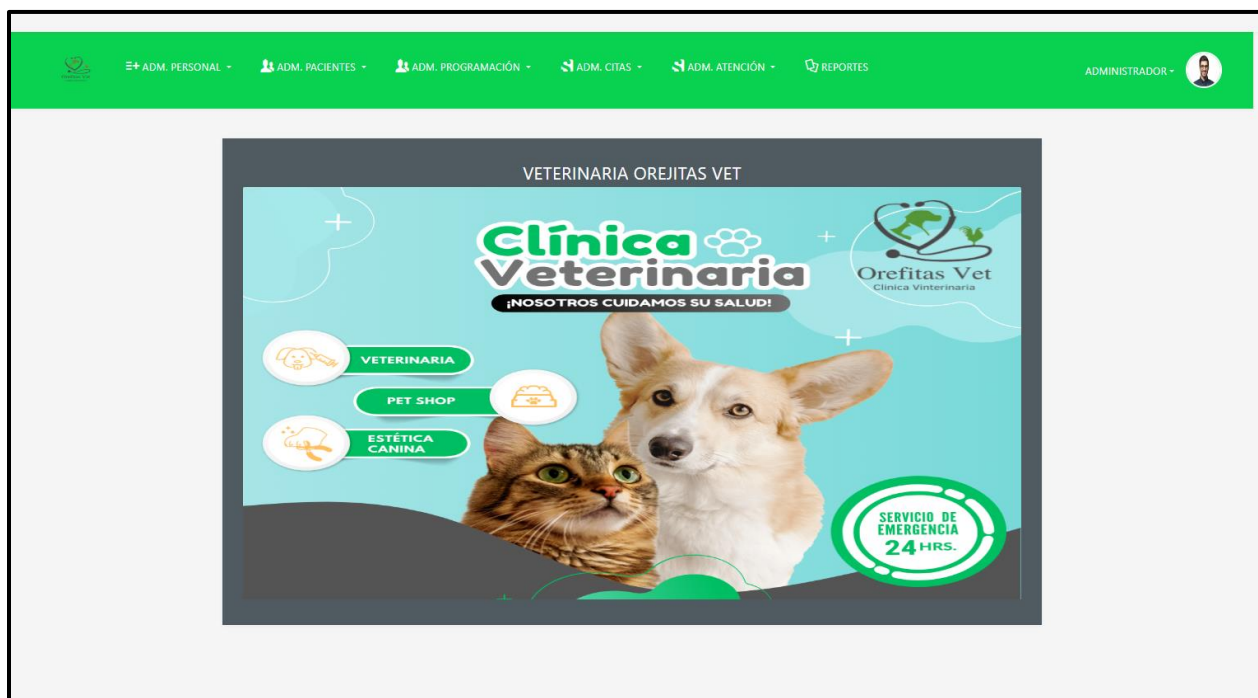 ADM. PERSONAL
ADM. PACIENTES
ADM. PROGRAMACIÓN
ADM. CITAS
ADM. ATENCIÓN
REPORTES
ADMINISTRADOR
VETERINARIA OREJITAS VET
Clínica
Veterinaria
¡NOSOTROS CUIDAMOS SU SALUD!
Orefitas Vet
Clinica Vinterinaria
VETERINARIA
PET SHOP
ESTÉTICA
CANINA
SERVICIO DE
EMERGENCIA
24 HRS.